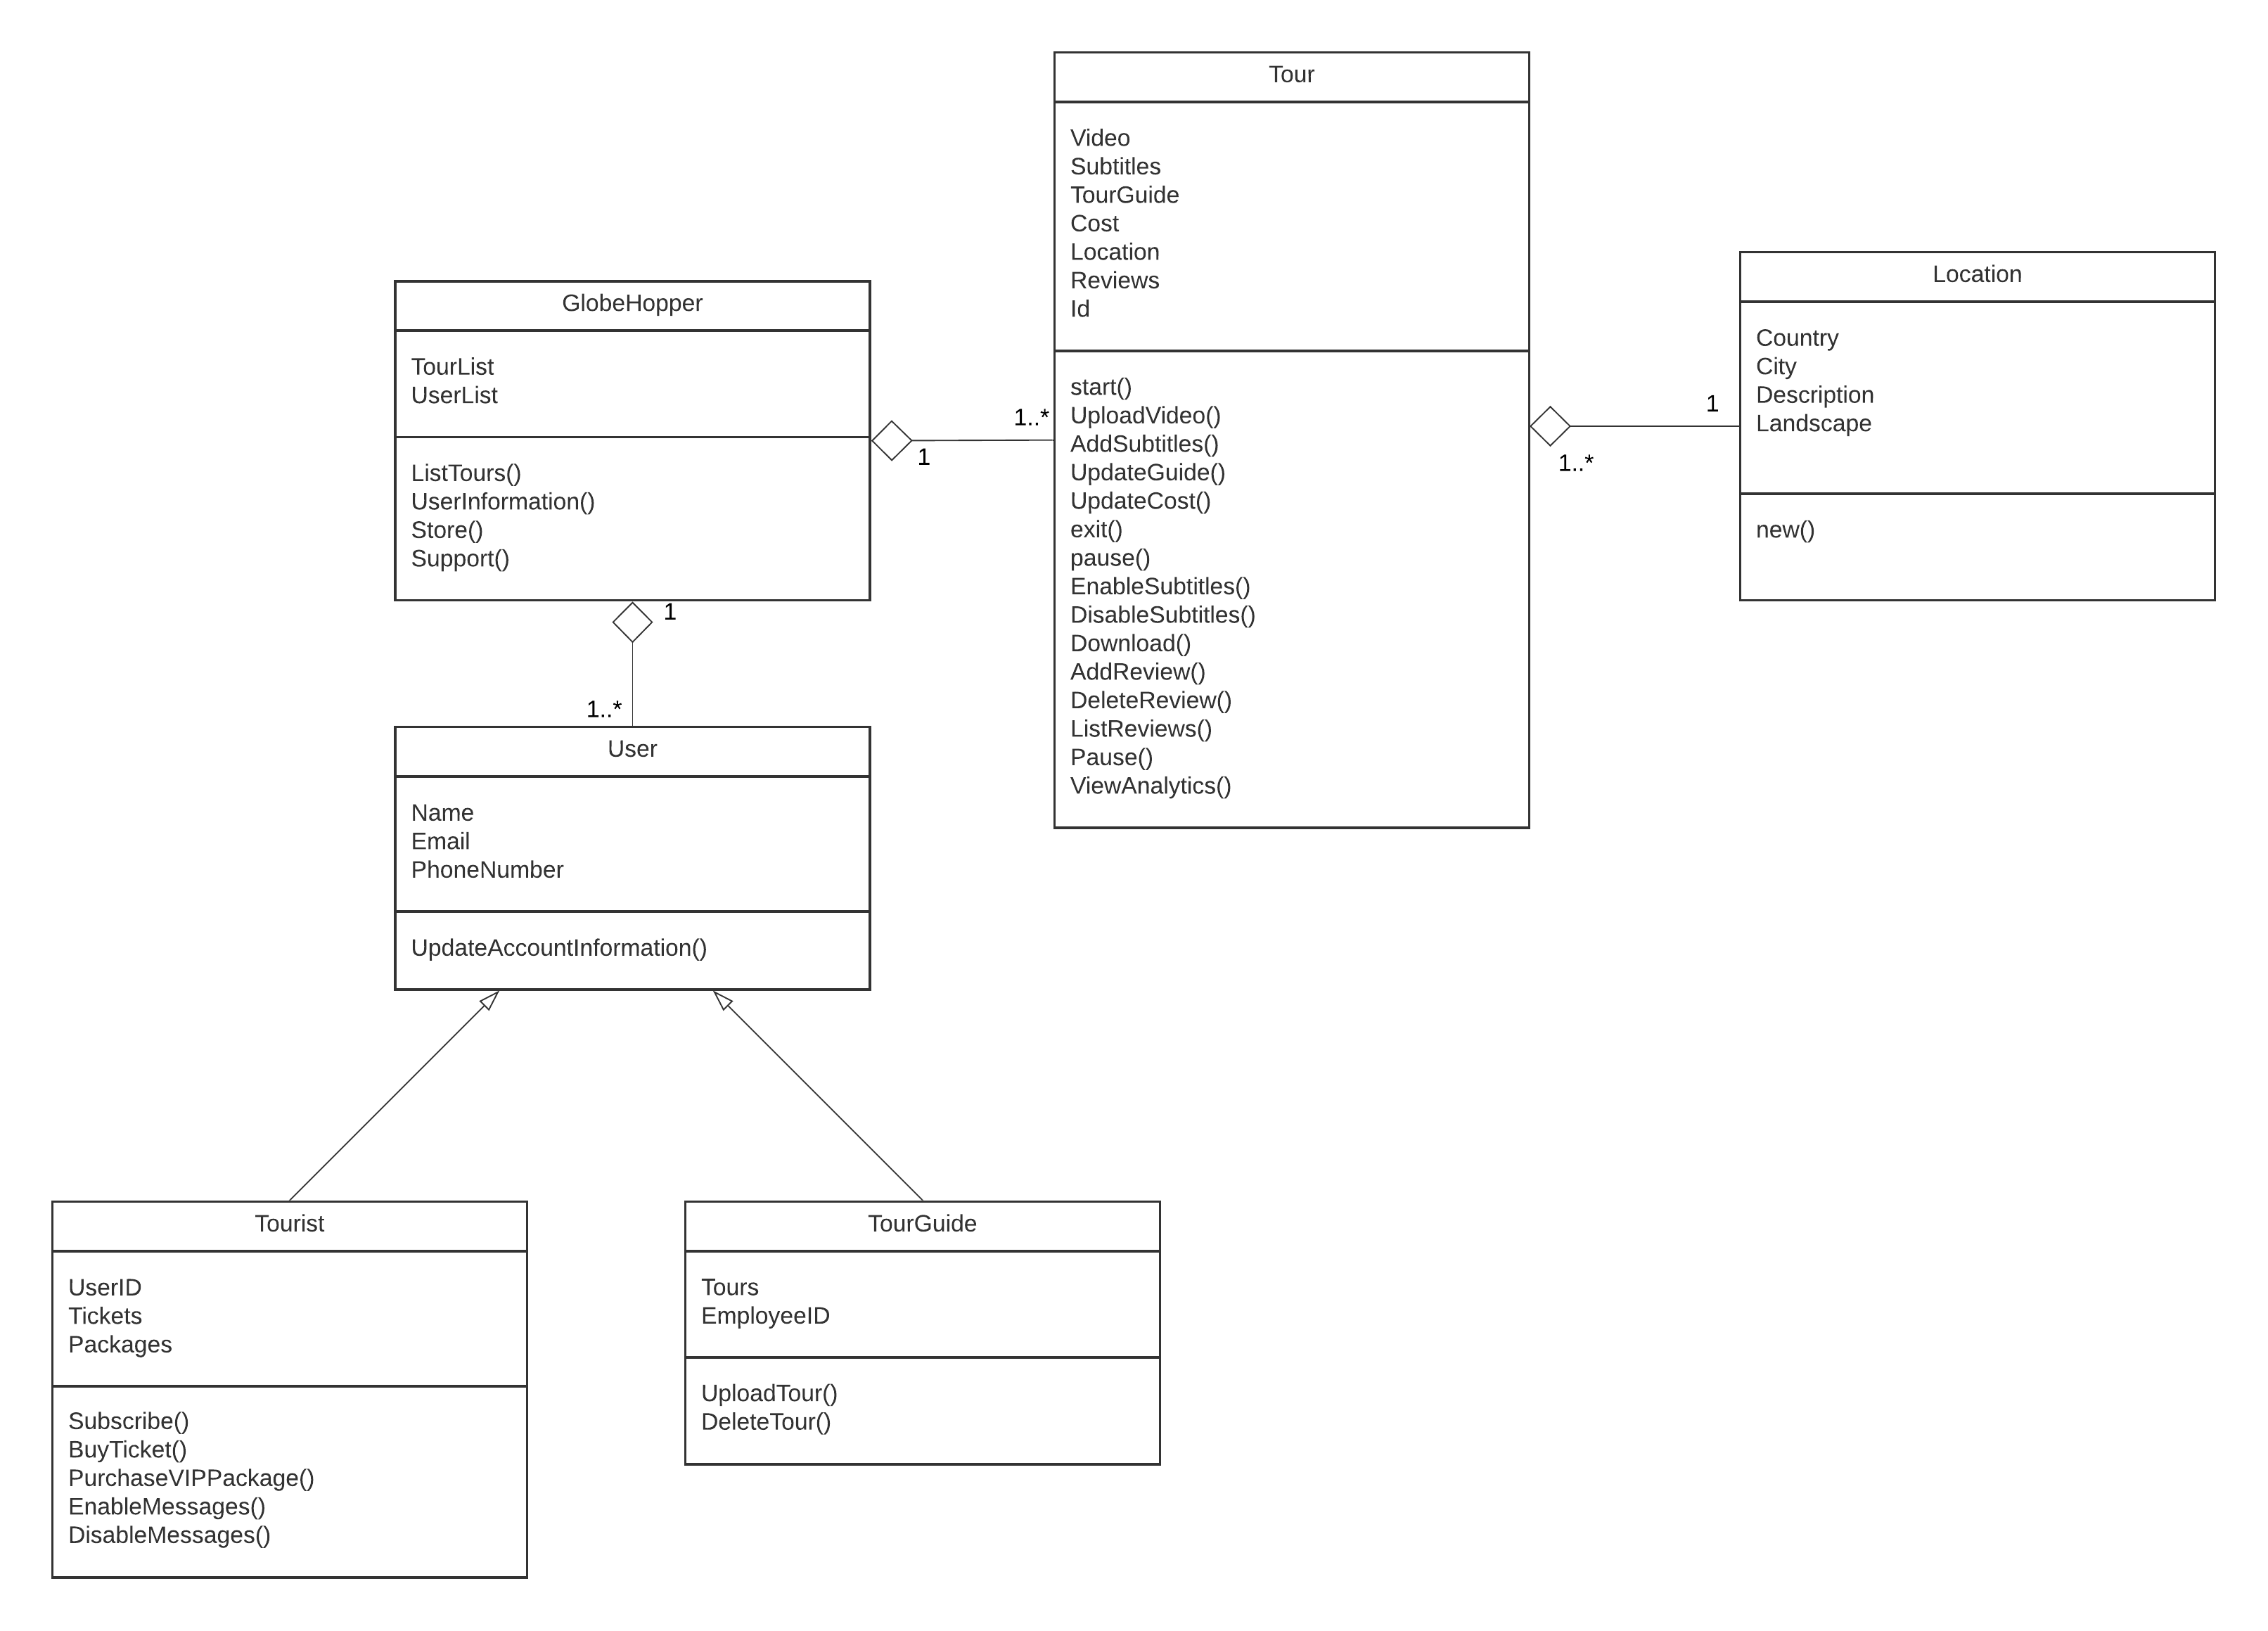 Tour
Video
Subtitles
TourGuide
Cost
Location
Reviews
Id
start()
UploadVideo()
AddSubtitles()
UpdateGuide()
UpdateCost()
exit()
pause()
EnableSubtitles()
DisableSubtitles()
Download()
AddReview()
DeleteReview()
ListReviews()
Pause()
ViewAnalytics()
Location
Country
City
Description
Landscape
new()
1
1..*
GlobeHopper
TourList
UserList
ListTours()
UserInformation()
Store()
Support()
1..*
1
1
1..*
User
Name
Email
PhoneNumber
UpdateAccountInformation()
Tourist
UserID
Tickets
Packages
Subscribe()
BuyTicket()
PurchaseVIPPackage()
EnableMessages()
DisableMessages()
TourGuide
Tours
EmployeeID
UploadTour()
DeleteTour()